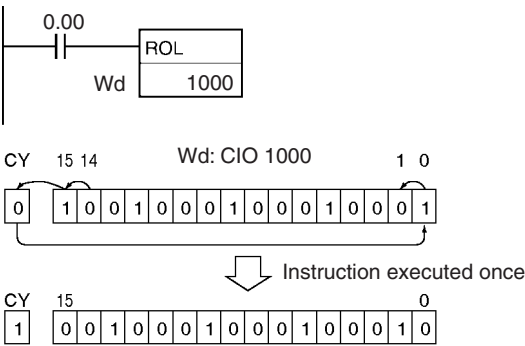 0.00
ROL
Wd 1000
CY 15 14 Wd: CIO 1000 1 0
0 1 0 0 1 0 0 0 1 0 0 0 1 0 0 0 1
Instruction executed once
CY 15 0
1 0 0 1 0 0 0 1 0 0 0 1 0 0 0 1 0